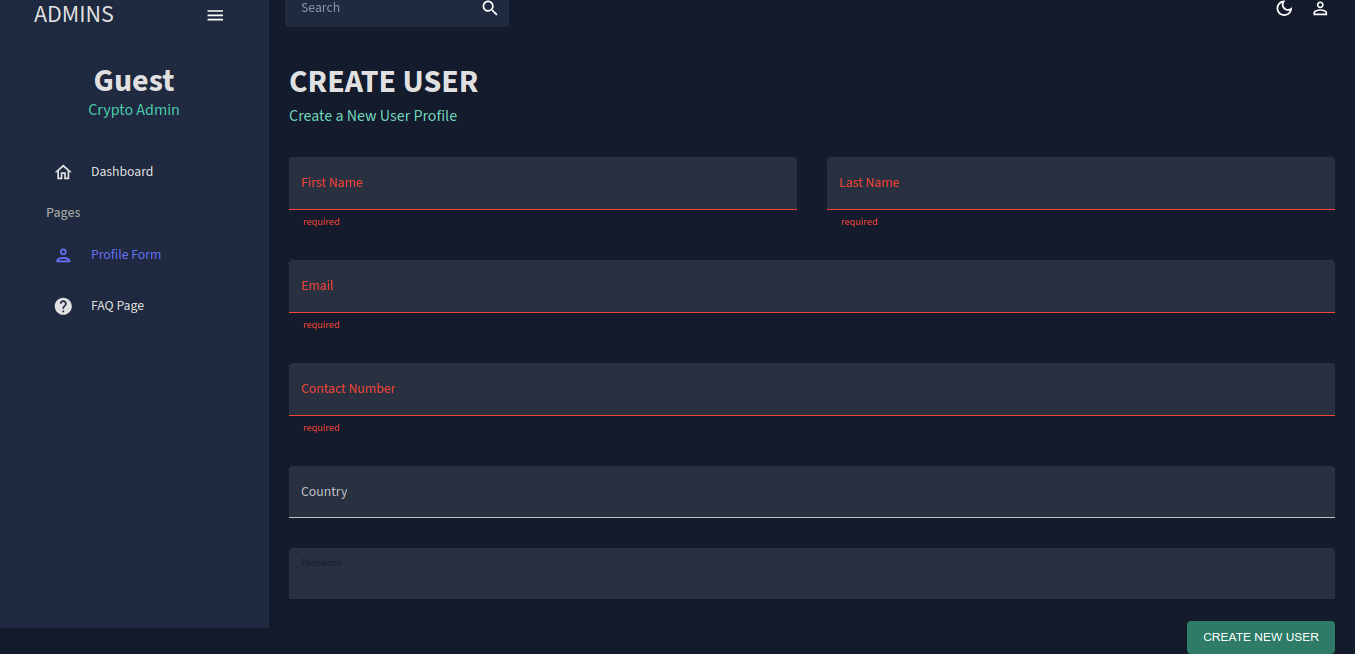 ADMINS
Search
Guest
Crypto Admin
Dashboard
Pages
Profile Form
FAQ Page
CREATE USER
Create a New User Profile
First Name
Last Name
required
required
Email
required
Contact Number
required
Country
Password
CREATE NEW USER